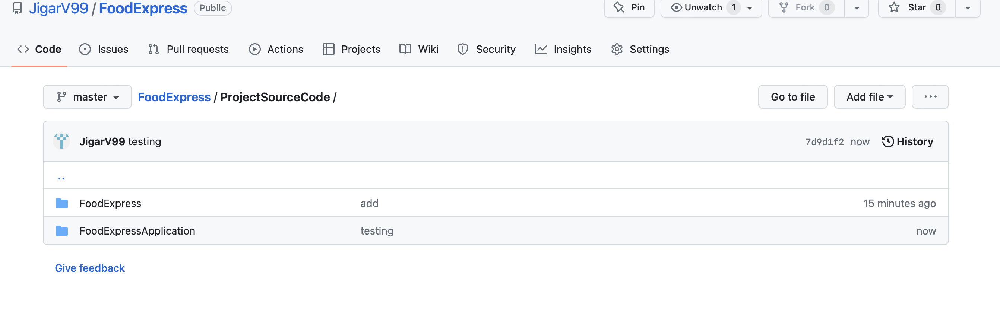 JigarV99 / FoodExpress Public Pin Unwatch 1 Fork 0 Star 0
Code Issues Pull requests Actions Projects Wiki Security Insights Settings
master FoodExpress / ProjectSourceCode / Go to file Add file ...
JigarV99 testing 7d9d1f2 now History
..
FoodExpress add 15 minutes ago
FoodExpressApplication testing now
Give feedback